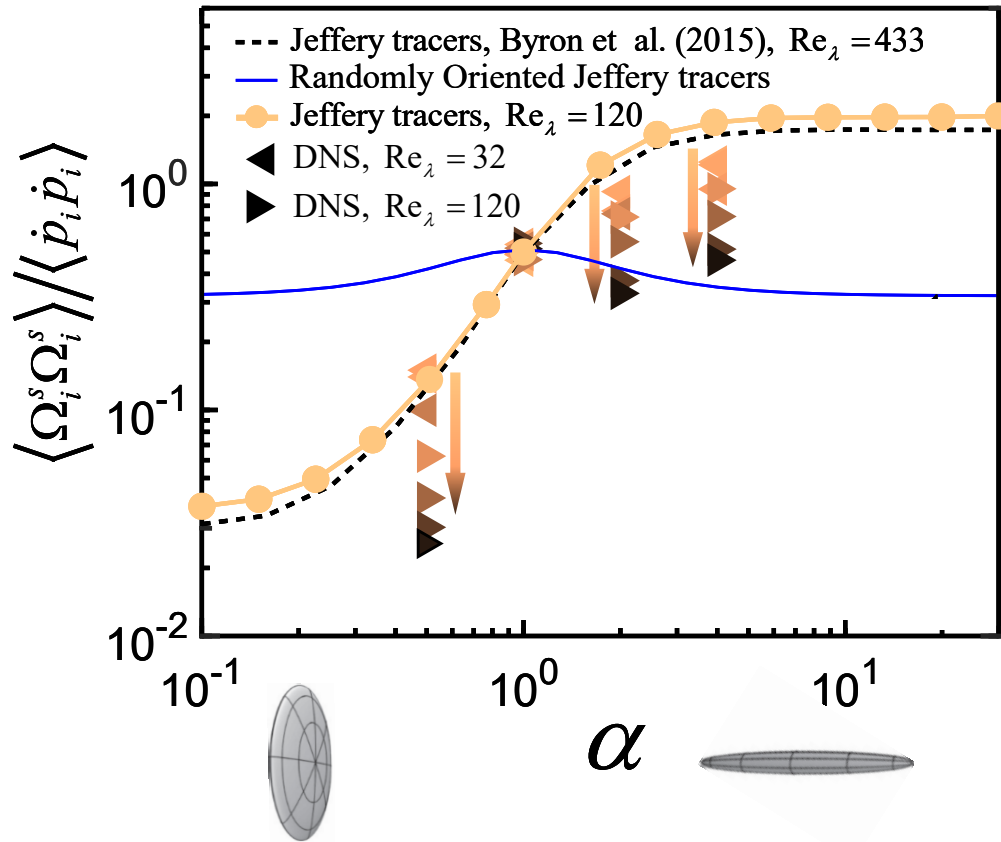 Jeffery tracers, Byron et al. (2015), Re_λ = 433
Randomly Oriented Jeffery tracers
Jeffery tracers, Re_λ = 120
DNS, Re_λ = 32
DNS, Re_λ = 120
⟨Ω_i^s Ω_i^s⟩/⟨ṗ_i ṗ_i⟩
10^0
10^-1
10^-2
10^-1 10^0 10^1
α